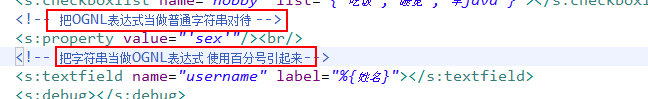 <s:checkboxlist name="hobby" list="{'吃饭','睡觉','学java'}"></s:checkboxlist>
<!-- 把OGNL表达式当做普通字符串对待 -->
<s:property value="'sex'"/><br/>
<!-- 把字符串当做OGNL表达式 使用百分号引起来-->
<s:textfield name="username" label="%{姓名}"></s:textfield>
<s:debug></s:debug>